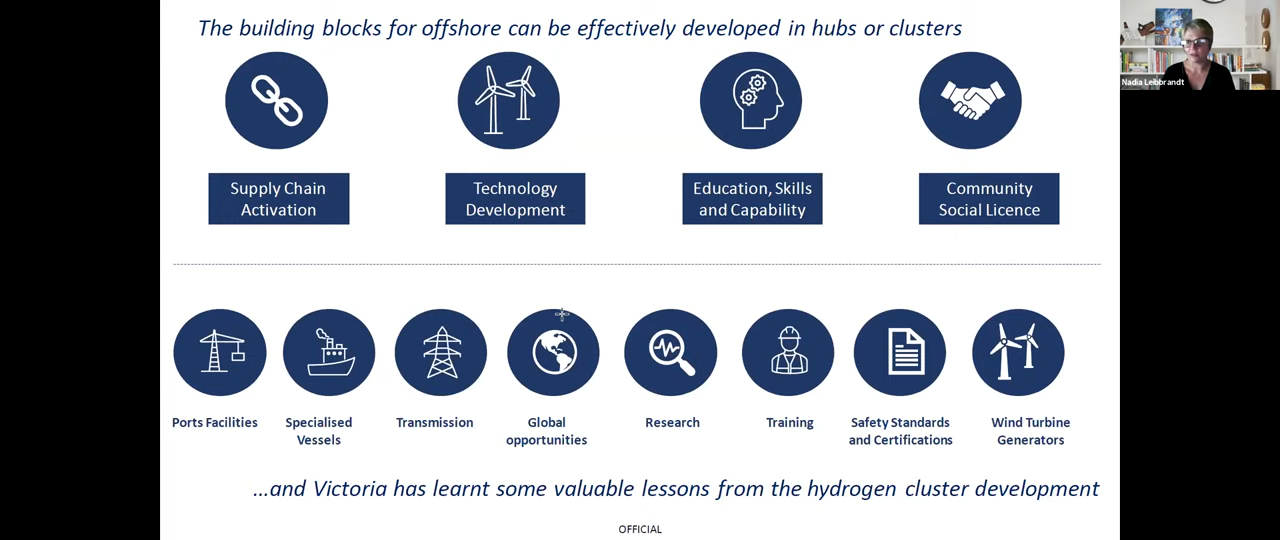 The building blocks for offshore can be effectively developed in hubs or clusters
Nadia Leibbrandt
Supply Chain
Activation
Technology
Development
Education, Skills
and Capability
Community
Social Licence
Ports Facilities
Specialised
Vessels
Transmission
Global
opportunities
Research
Training
Safety Standards
and Certifications
Wind Turbine
Generators
...and Victoria has learnt some valuable lessons from the hydrogen cluster development
OFFICIAL